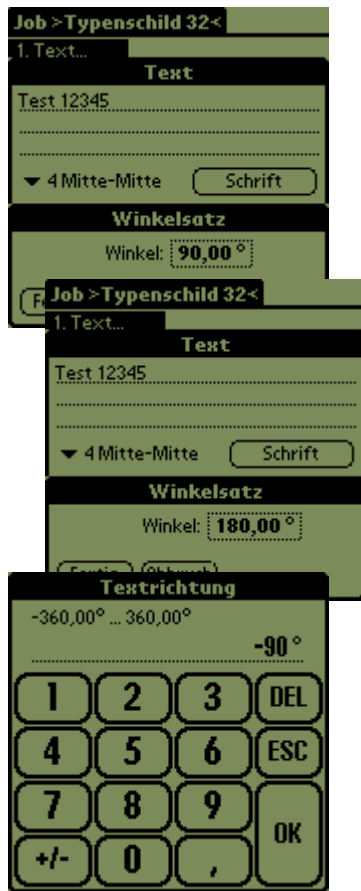 Job >Typenschild 32<
1. Text...
Text
Test 12345
4 Mitte-Mitte Schrift
Winkelsatz
Winkel: 90,00 °
Job >Typenschild 32<
1. Text...
Text
Test 12345
4 Mitte-Mitte Schrift
Winkelsatz
Winkel: 180,00 °
Textrichtung
-360,00° ... 360,00°
-90 °
1 2 3 DEL
4 5 6 ESC
7 8 9 OK
+/- 0 ,